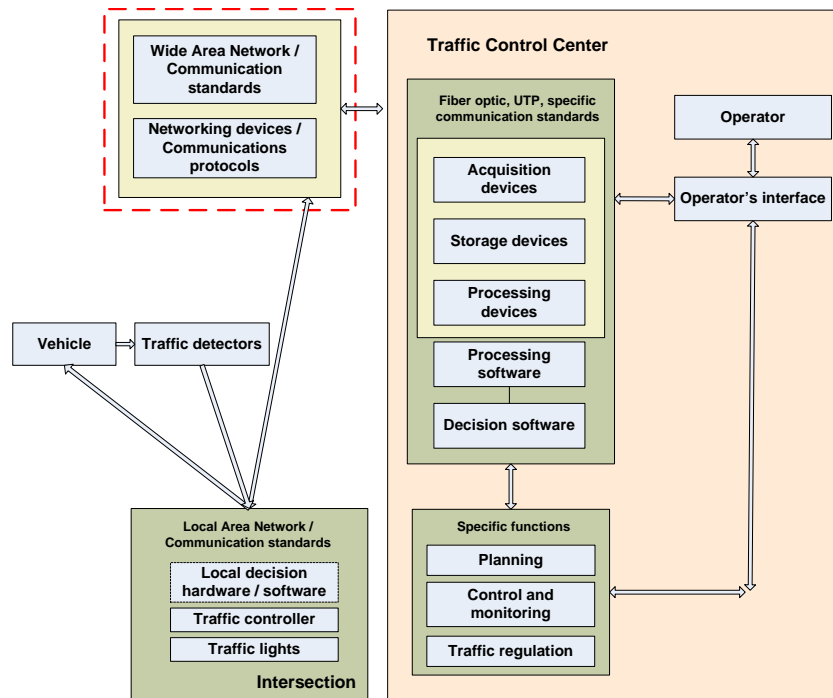 Wide Area Network /
Communication
standards
Networking devices /
Communications
protocols
Traffic Control Center
Fiber optic, UTP, specific
communication standards
Acquisition
devices
Storage devices
Processing
devices
Processing
software
Decision software
Operator
Operator's interface
Vehicle
Traffic detectors
Local Area Network /
Communication standards
Local decision
hardware / software
Traffic controller
Traffic lights
Intersection
Specific functions
Planning
Control and
monitoring
Traffic regulation